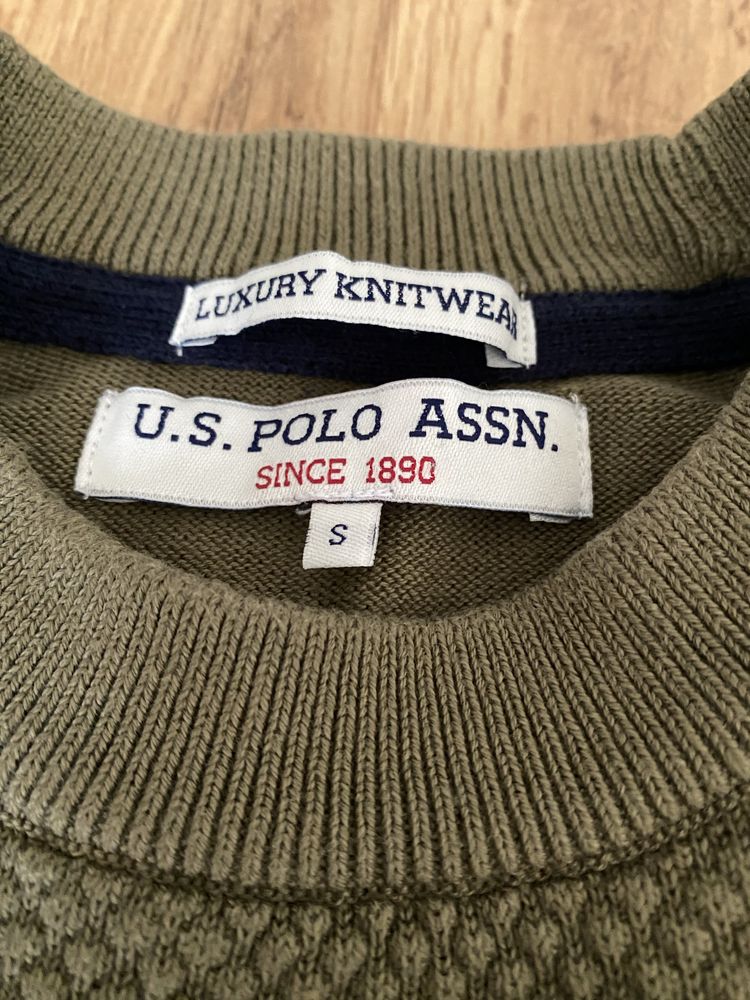 LUXURY KNITWEAR
U.S. POLO ASSN.
SINCE 1890
S